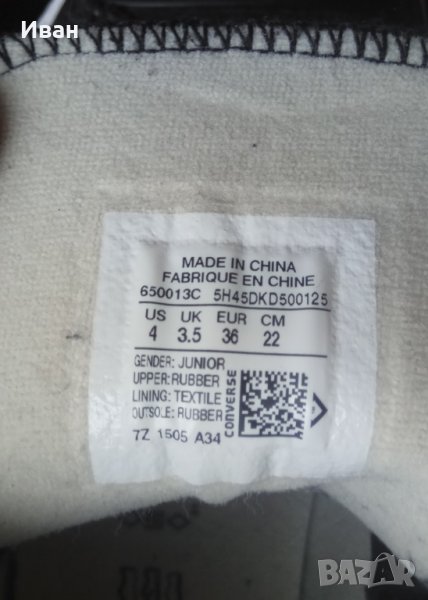 Иван
MADE IN CHINA
FABRIQUE EN CHINE
650013C 5H45DKD500125
US UK EUR CM
4 3.5 36 22
GENDER: JUNIOR
UPPER: RUBBER
LINING: TEXTILE
OUTSOLE: RUBBER
CONVERSE
7Z 1505 A34
BAZAR